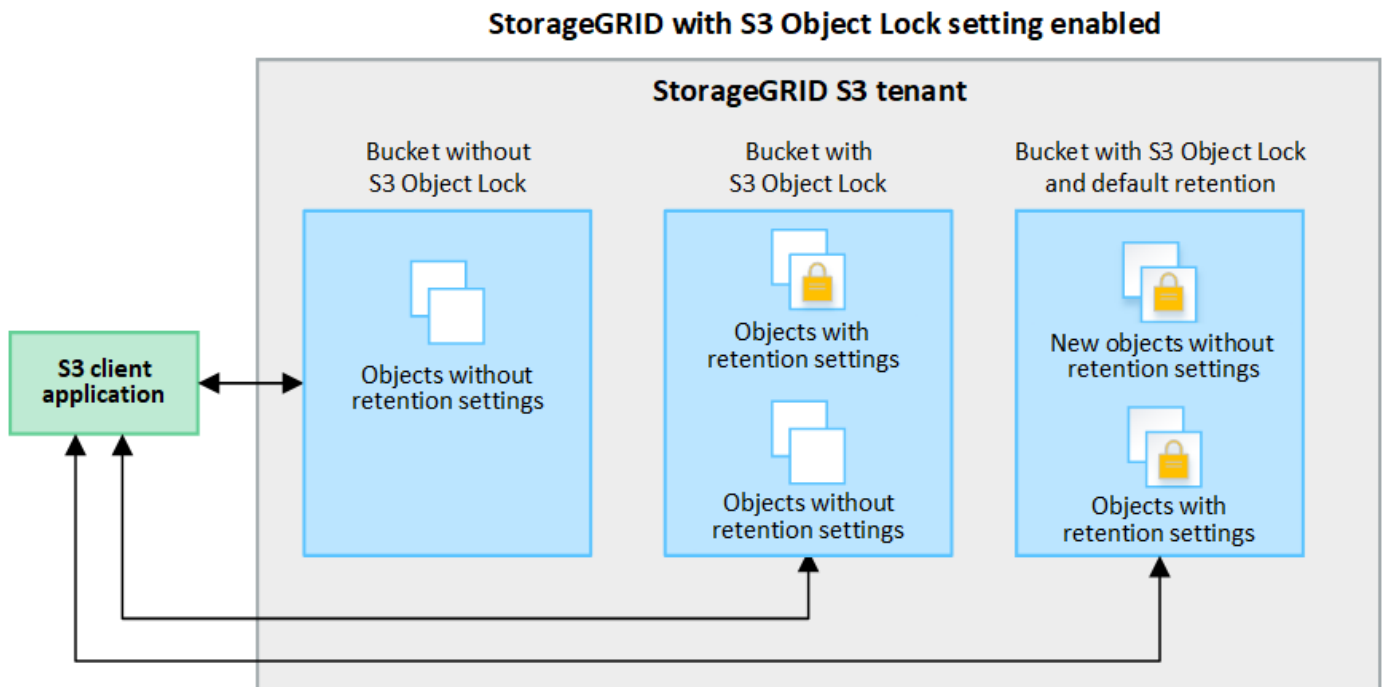 StorageGRID with S3 Object Lock setting enabled
StorageGRID S3 tenant
Bucket without
S3 Object Lock
Bucket with
S3 Object Lock
Bucket with S3 Object Lock
and default retention
S3 client
application
Objects without
retention settings
Objects with
retention settings
Objects without
retention settings
New objects without
retention settings
Objects with
retention settings